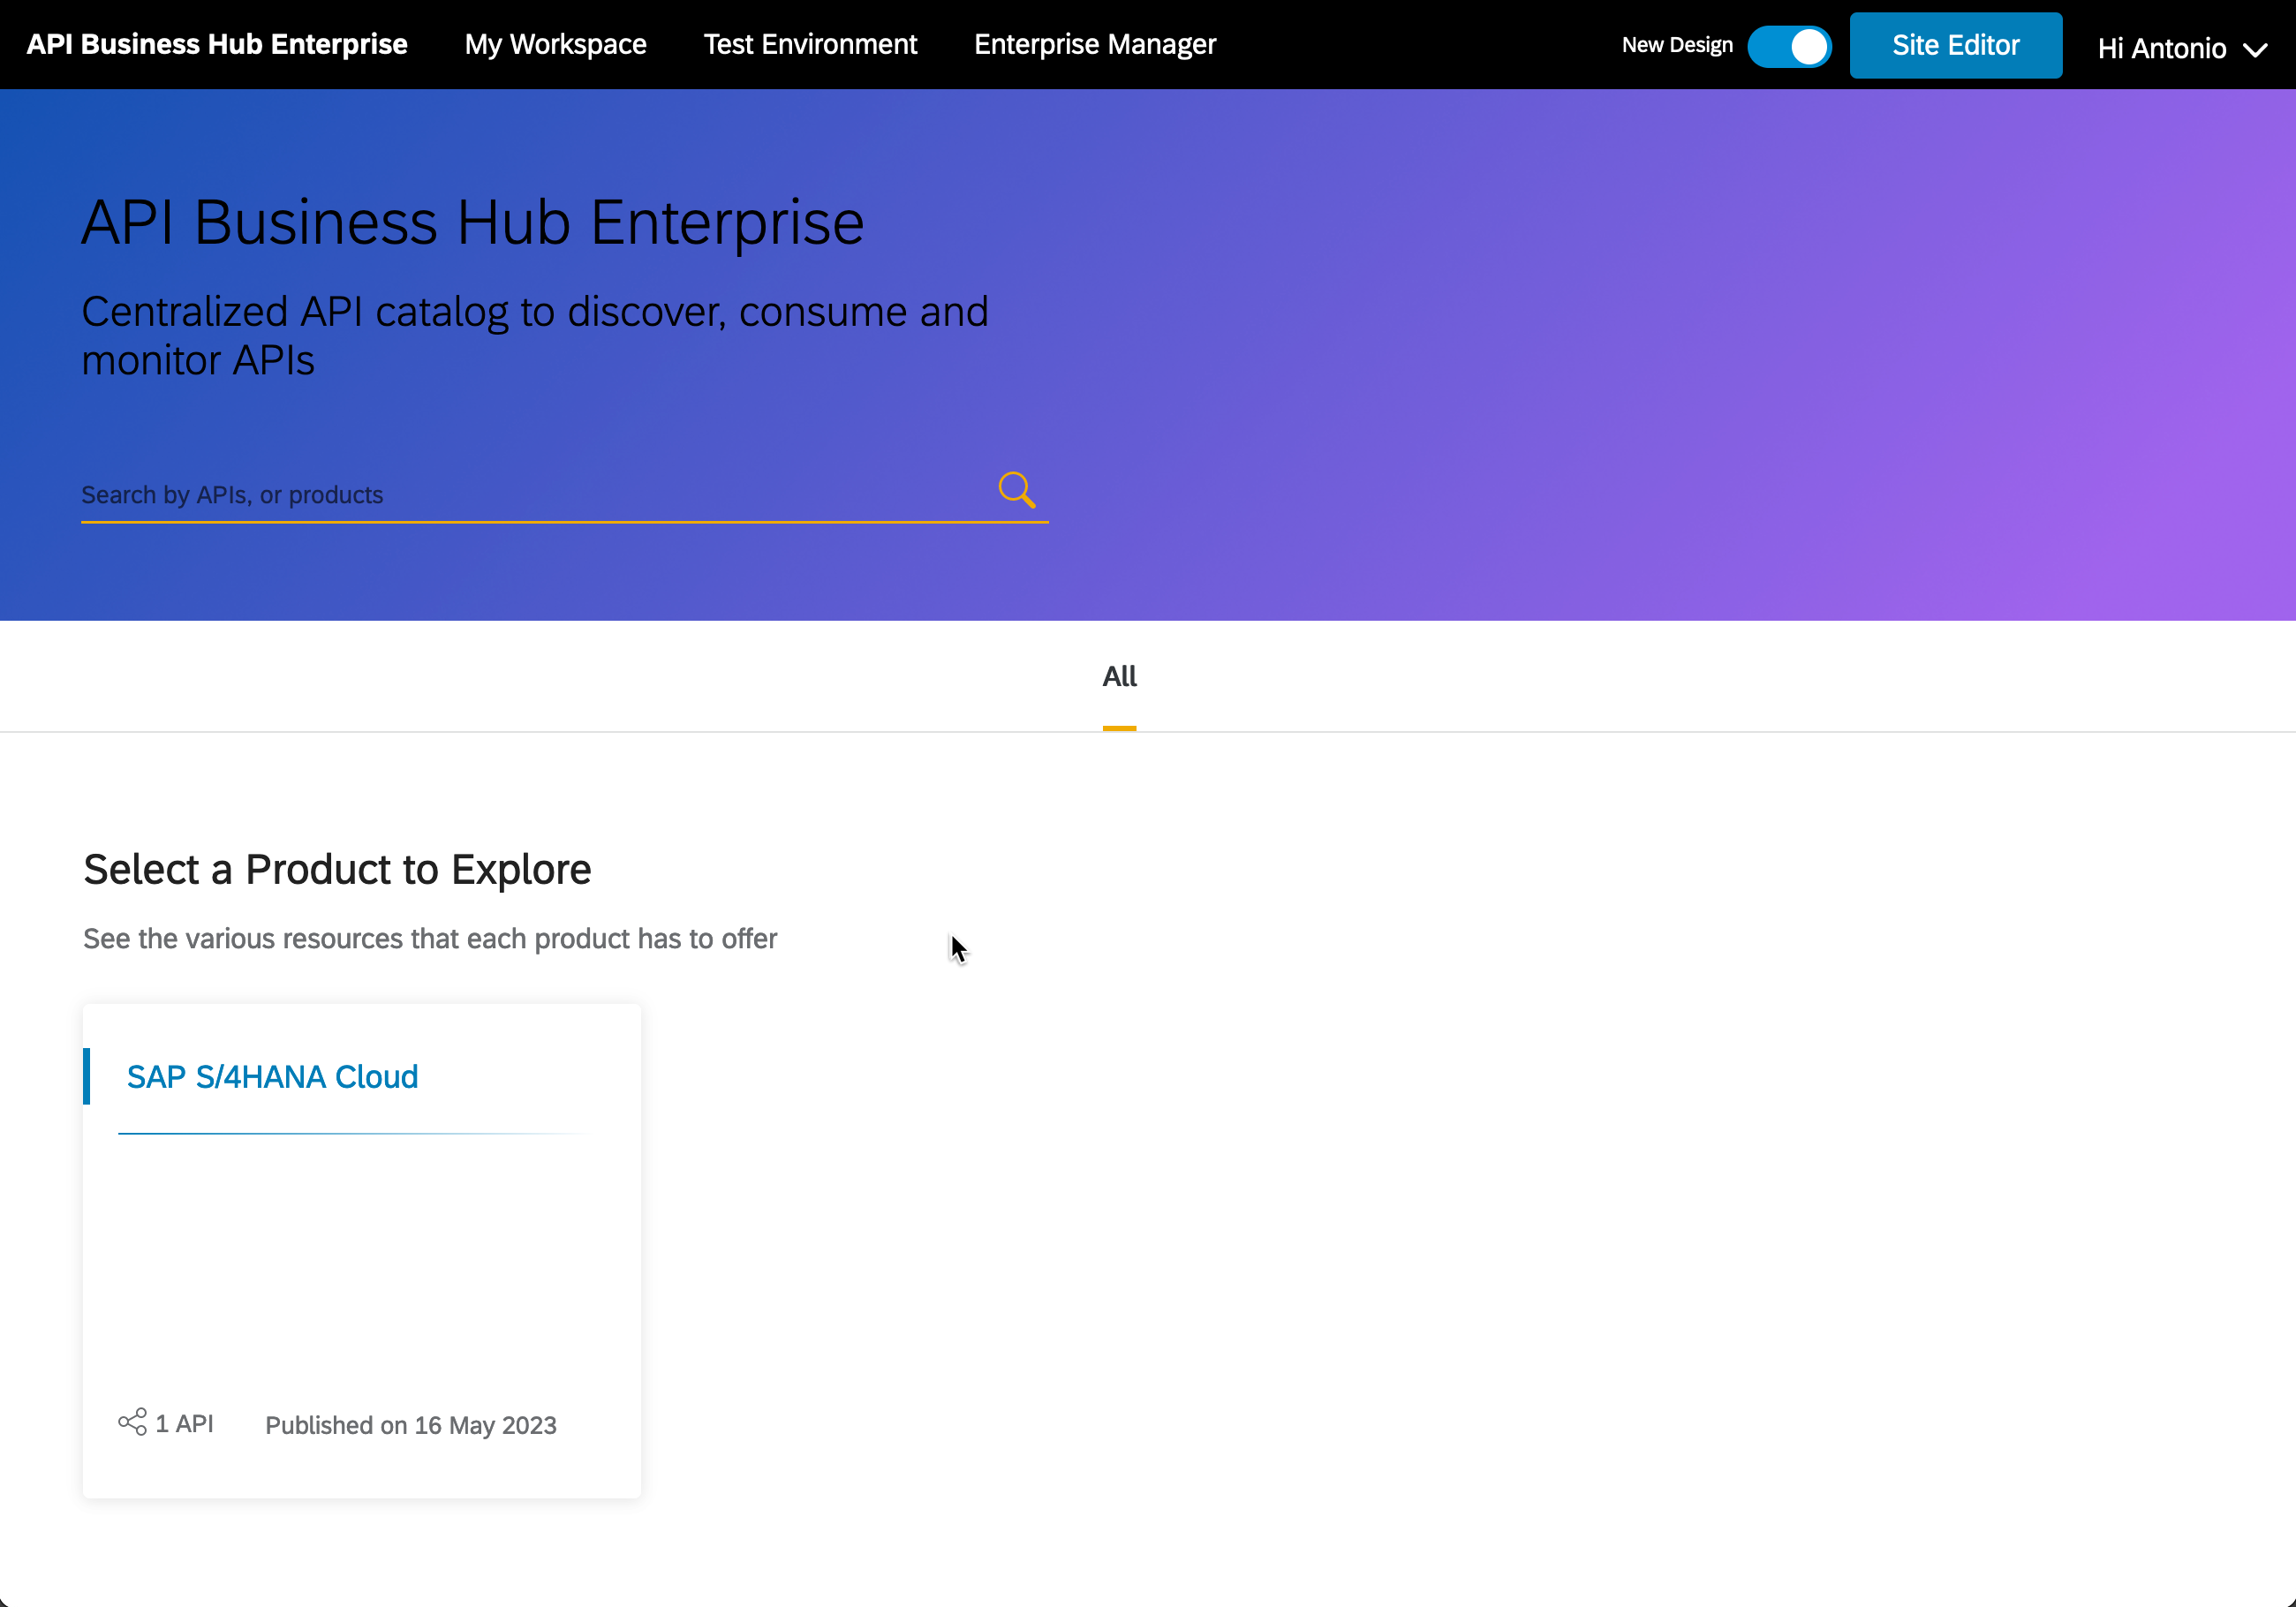 API Business Hub Enterprise My Workspace Test Environment Enterprise Manager New Design Site Editor Hi Antonio
API Business Hub Enterprise
Centralized API catalog to discover, consume and
monitor APIs
Search by APIs, or products
All
Select a Product to Explore
See the various resources that each product has to offer
SAP S/4HANA Cloud
1 API Published on 16 May 2023